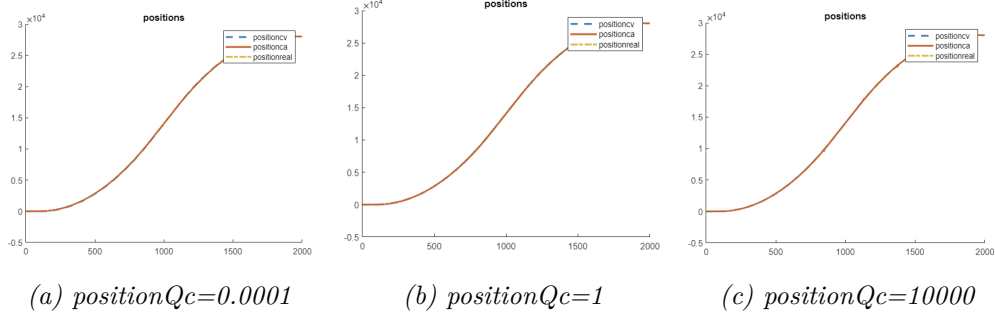 positions
×10⁴
3
2.5
2
1.5
1
0.5
0
-0.5
0
500
1000
1500
2000
positioncv
positionca
positionreal
(a) positionQc=0.0001
positions
×10⁴
3
2.5
2
1.5
1
0.5
0
-0.5
0
500
1000
1500
2000
positioncv
positionca
positionreal
(b) positionQc=1
positions
×10⁴
3
2.5
2
1.5
1
0.5
0
-0.5
0
500
1000
1500
2000
positioncv
positionca
positionreal
(c) positionQc=10000